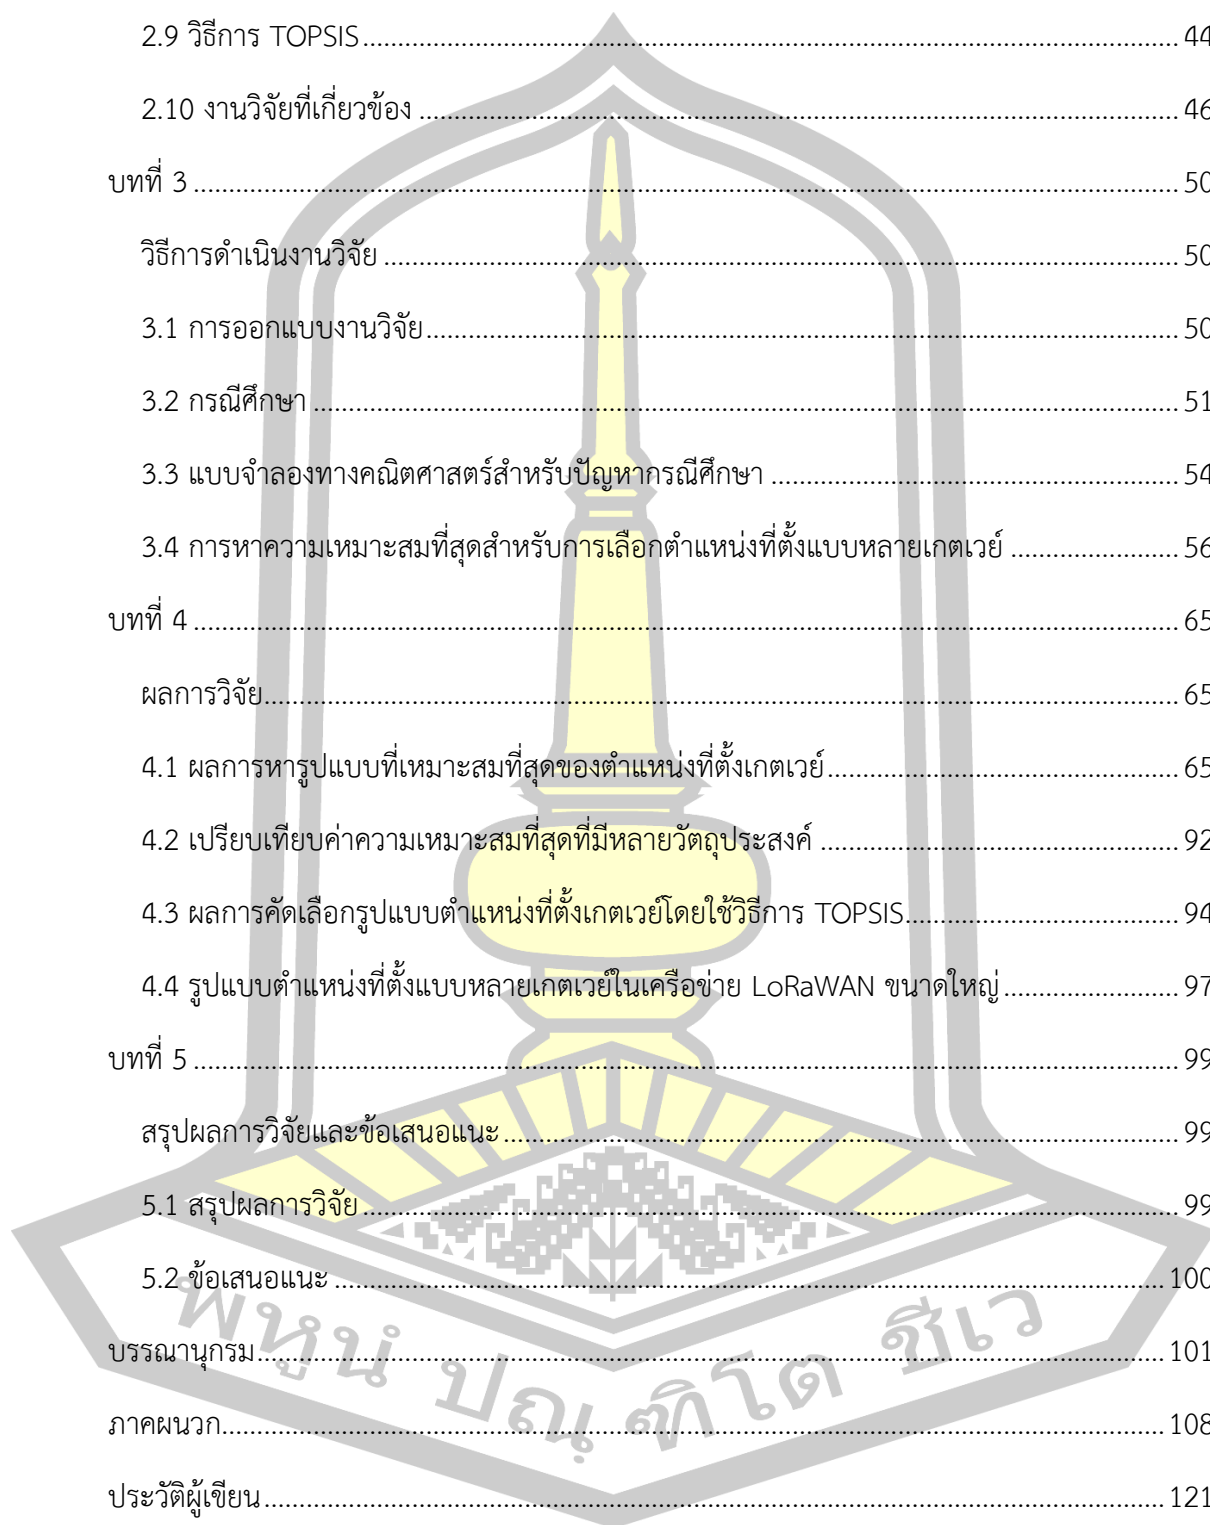 2.9 วิธีการ TOPSIS 44
2.10 งานวิจัยที่เกี่ยวข้อง 46
บทที่ 3 50
วิธีการดำเนินงานวิจัย 50
3.1 การออกแบบงานวิจัย 50
3.2 กรณีศึกษา 51
3.3 แบบจำลองทางคณิตศาสตร์สำหรับปัญหากรณีศึกษา 54
3.4 การหาความเหมาะสมที่สุดสำหรับการเลือกตำแหน่งที่ตั้งแบบหลายเกตเวย์ 56
บทที่ 4 65
ผลการวิจัย 65
4.1 ผลการหารูปแบบที่เหมาะสมที่สุดของตำแหน่งที่ตั้งเกตเวย์ 65
4.2 เปรียบเทียบค่าความเหมาะสมที่สุดที่มีหลายวัตถุประสงค์ 92
4.3 ผลการคัดเลือกรูปแบบตำแหน่งที่ตั้งเกตเวย์โดยใช้วิธีการ TOPSIS 94
4.4 รูปแบบตำแหน่งที่ตั้งแบบหลายเกตเวย์ในเครือข่าย LoRaWAN ขนาดใหญ่ 97
บทที่ 5 99
สรุปผลการวิจัยและข้อเสนอแนะ 99
5.1 สรุปผลการวิจัย 99
5.2 ข้อเสนอแนะ 100
บรรณานุกรม 101
ภาคผนวก 108
ประวัติผู้เขียน 121
พหูนํ ปณฺฑิโต ชีเว